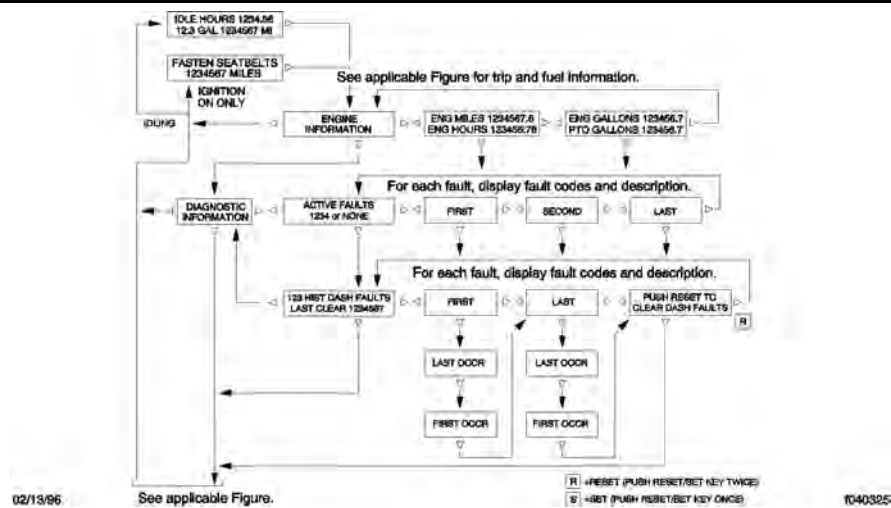 IDLE HOURS 1234.56
12.3 GAL 1234567 MI
FASTEN SEATBELTS
1234567 MILES
See applicable Figure for trip and fuel information.
IGNITION
ON ONLY
IDLING
ENGINE
INFORMATION
ENG MILES 1234567.8
ENG HOURS 123456.78
ENG GALLONS 123456.7
PTO GALLONS 123456.7
For each fault, display fault codes and description.
DIAGNOSTIC
INFORMATION
ACTIVE FAULTS
1234 or NONE
FIRST
SECOND
LAST
For each fault, display fault codes and description.
123 HIST DASH FAULTS
LAST CLEAR 1234567
FIRST
LAST
PUSH RESET TO
CLEAR DASH FAULTS
R
LAST OCCR
LAST OCCR
FIRST OCCR
FIRST OCCR
R =RESET (PUSH RESET/SET KEY TWICE)
S =SET (PUSH RESET/SET KEY ONCE)
02/13/96
See applicable Figure.
f040325